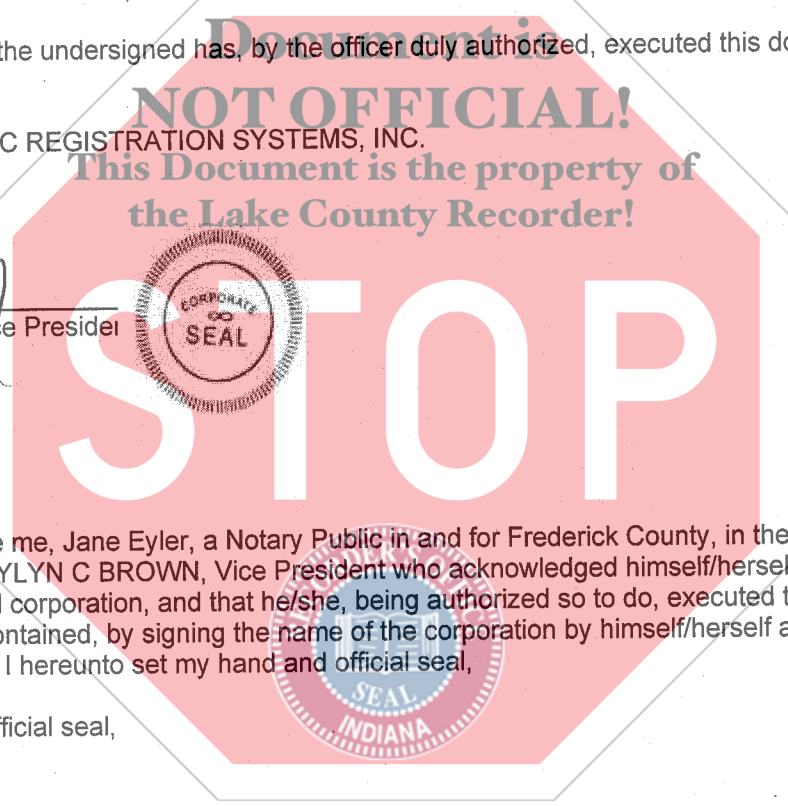 Document is
the undersigned has, by the officer duly authorized, executed this do
NOT OFFICIAL!
C REGISTRATION SYSTEMS, INC.
This Document is the property of
the Lake County Recorder!
STOP
CORPORATE
SEAL
e Presider
e me, Jane Eyler, a Notary Public in and for Frederick County, in the
YLYN C BROWN, Vice President who acknowledged himself/hersel
corporation, and that he/she, being authorized so to do, executed t
ontained, by signing the name of the corporation by himself/herself a
I hereunto set my hand and official seal,
SEAL
INDIANA
ficial seal,